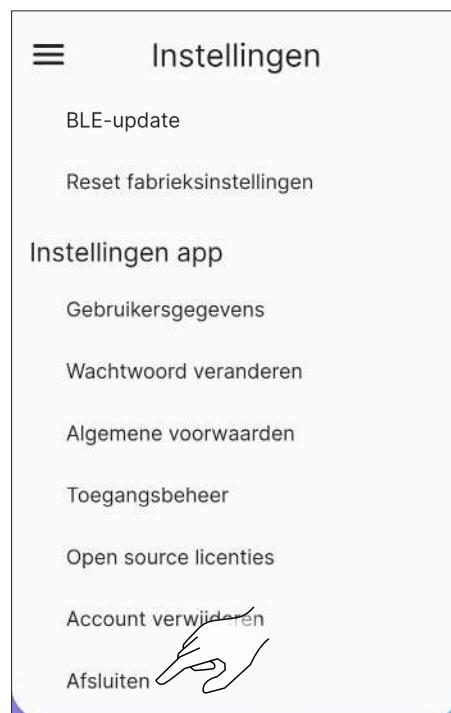 Instellingen
BLE-update
Reset fabrieksinstellingen
Instellingen app
Gebruikersgegevens
Wachtwoord veranderen
Algemene voorwaarden
Toegangsbeheer
Open source licenties
Account verwijderen
Afsluiten